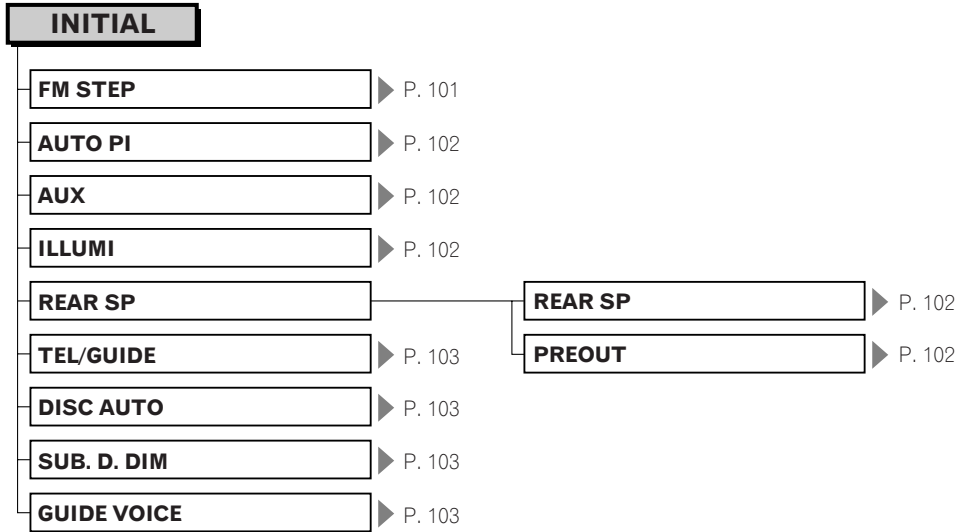 INITIAL
FM STEP P. 101
AUTO PI P. 102
AUX P. 102
ILLUMI P. 102
REAR SP
REAR SP P. 102
PREOUT P. 102
TEL/GUIDE P. 103
DISC AUTO P. 103
SUB. D. DIM P. 103
GUIDE VOICE P. 103